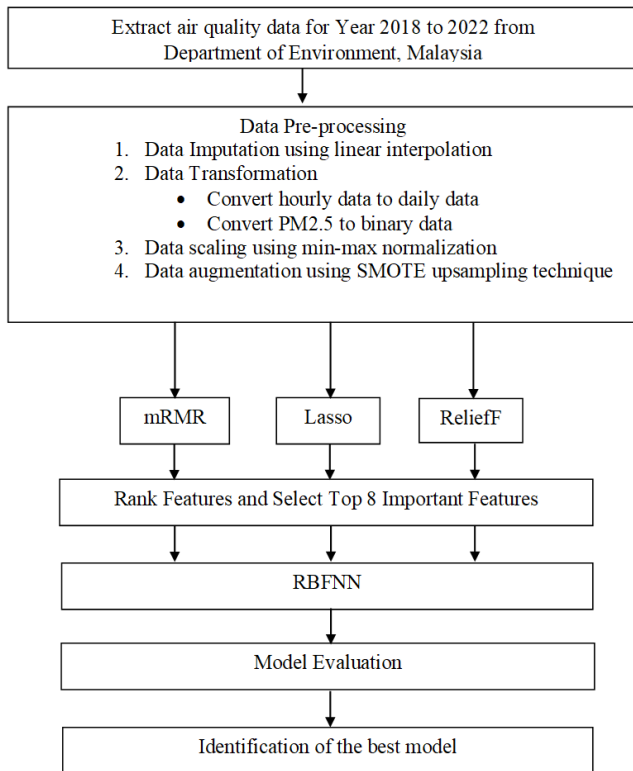 Extract air quality data for Year 2018 to 2022 from
Department of Environment, Malaysia
Data Pre-processing
1. Data Imputation using linear interpolation
2. Data Transformation
• Convert hourly data to daily data
• Convert PM2.5 to binary data
3. Data scaling using min-max normalization
4. Data augmentation using SMOTE upsampling technique
mRMR
Lasso
ReliefF
Rank Features and Select Top 8 Important Features
RBFNN
Model Evaluation
Identification of the best model